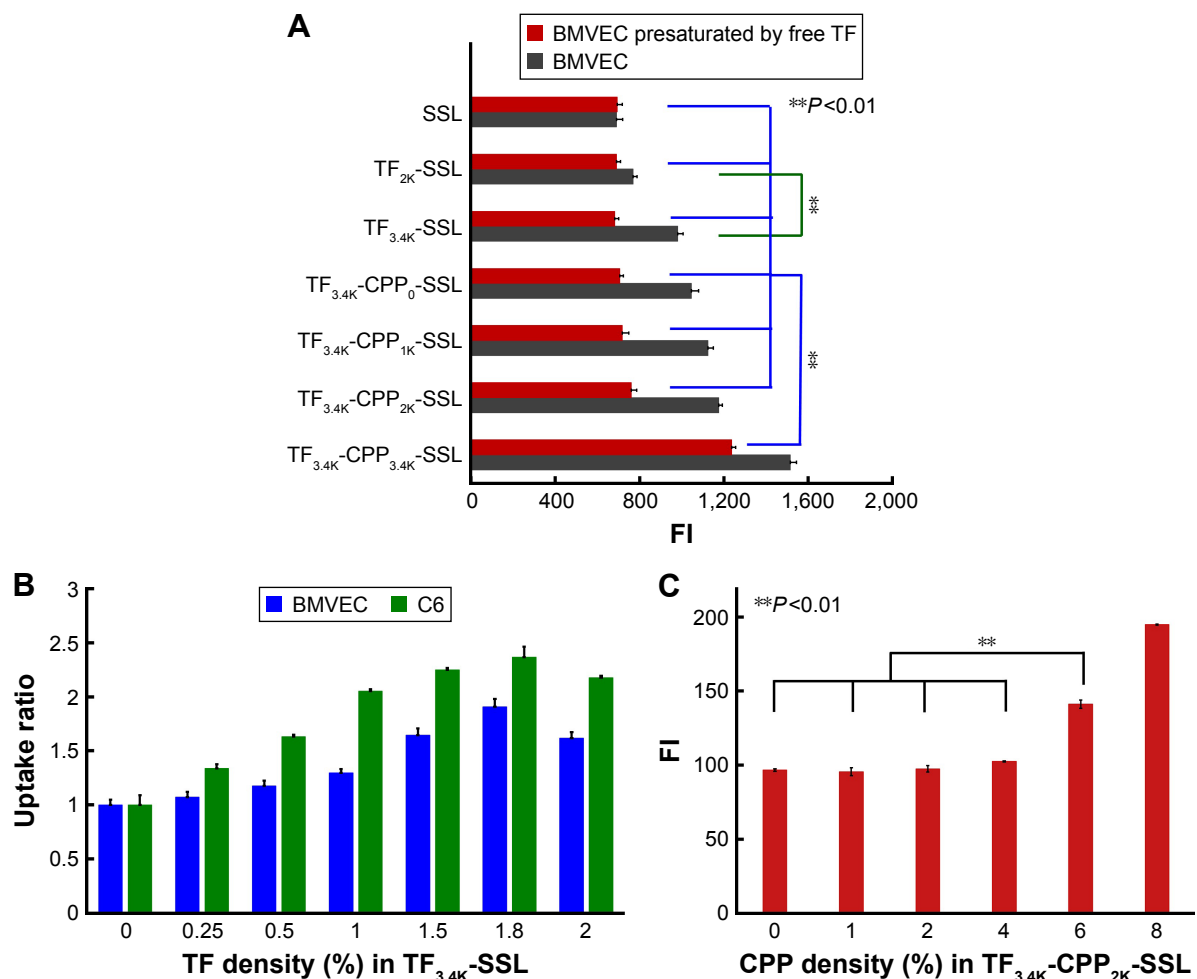 A
BMVEC presaturated by free TF
BMVEC
**P<0.01
SSL
TF2K-SSL
**
TF3.4K-SSL
TF3.4K-CPP0-SSL
TF3.4K-CPP1K-SSL
**
TF3.4K-CPP2K-SSL
TF3.4K-CPP3.4K-SSL
0 400 800 1,200 1,600 2,000
FI
B
BMVEC C6
Uptake ratio
3
2.5
2
1.5
1
0.5
0
0 0.25 0.5 1 1.5 1.8 2
TF density (%) in TF3.4K-SSL
C
**P<0.01
**
FI
200
150
100
50
0
0 1 2 4 6 8
CPP density (%) in TF3.4K-CPP2K-SSL